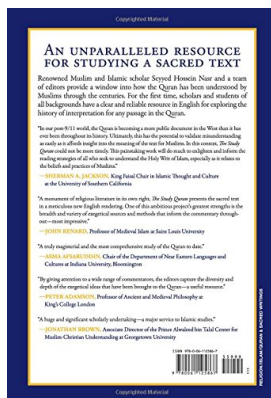 Copyrighted Material
AN UNPARALLELED RESOURCE
FOR STUDYING A SACRED TEXT
Renowned Muslim and Islamic scholar Seyyed Hossein Nasr and a team
of editors provide a window into how the Quran has been understood by
Muslims through the centuries. For the first time, scholars and students of
all backgrounds have a clear and reliable resource in English for exploring the
history of interpretation for any passage in the Quran.
"In our post-9/11 world, the Quran is becoming a more public document in the West than it has
ever been throughout its history. Ultimately, this has the potential to validate misunderstanding
as easily as it affords insight into the meaning of the text for Muslims. In this context, The Study
Quran could not be more timely. This painstaking work will do much to enlighten and inform the
reading strategies of all who seek to understand the Holy Writ of Islam, especially as it relates to
the beliefs and practices of Muslims."
—SHERMAN A. JACKSON, King Faisal Chair in Islamic Thought and Culture
at the University of Southern California
"A monument of religious literature in its own right, The Study Quran presents the sacred text
in a meticulous new English rendering. One of this ambitious project's greatest strengths is the
breadth and variety of exegetical sources and methods that inform the commentary through-
out—most impressive."
—JOHN RENARD, Professor of Medieval Islam at Saint Louis University
"A truly magisterial and the most comprehensive study of the Quran to date."
—ASMA AFSARUDDIN, Chair of the Department of Near Eastern Languages and
Cultures at Indiana University, Bloomington
"By giving attention to a wide range of commentators, the editors capture the diversity and
depth of the exegetical ideas that have been brought to the Quran—a useful resource."
—PETER ADAMSON, Professor of Ancient and Medieval Philosophy at
King's College London
"A huge and significant scholarly undertaking—a major service to Islamic studies."
—JONATHAN BROWN, Associate Director of the Prince Alwaleed bin Talal Center for
Muslim-Christian Understanding at Georgetown University
ISBN 978-0-06-112586-7
9 780061 125867
RELIGION/ISLAM/QURAN & SACRED WRITINGS
Copyrighted Material